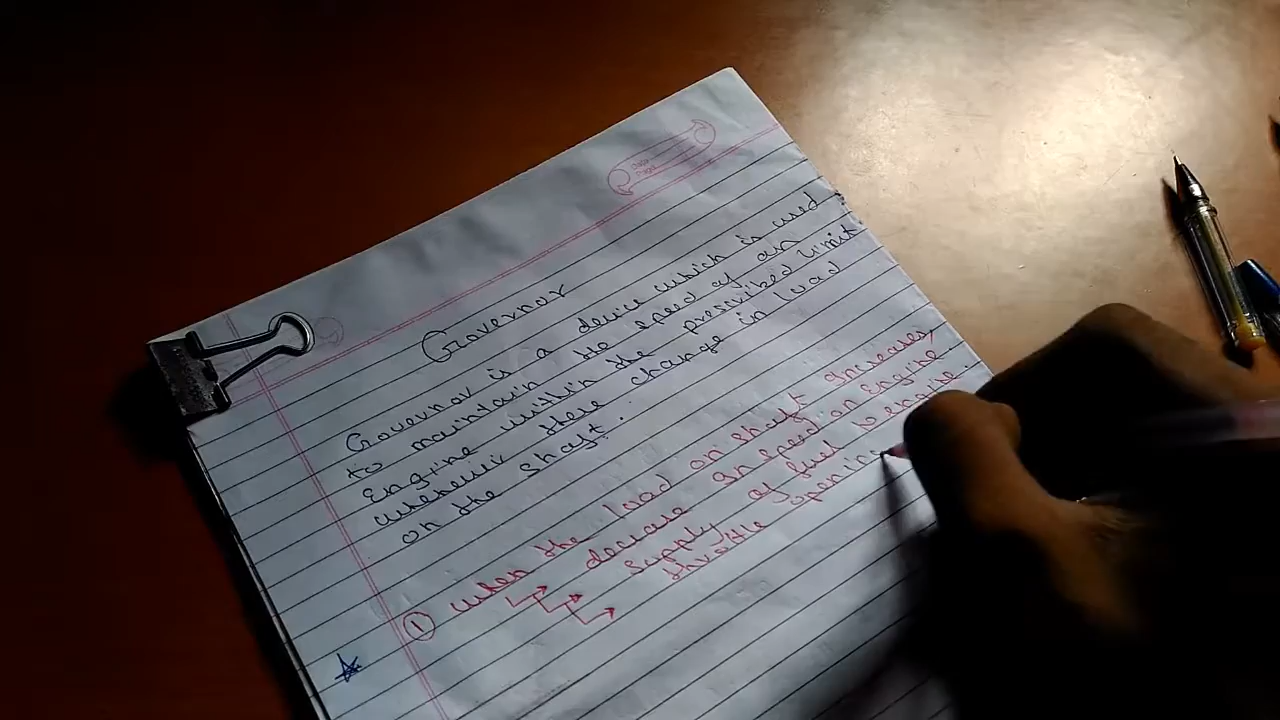 Governor
Governor is a device which is used
to maintain the speed of an
Engine within the prescribed limit
whenever there change in load
on the shaft.
① When the load on shaft increases,
decrease In speed on Engine
supply of fuel to engine.
throttle opening